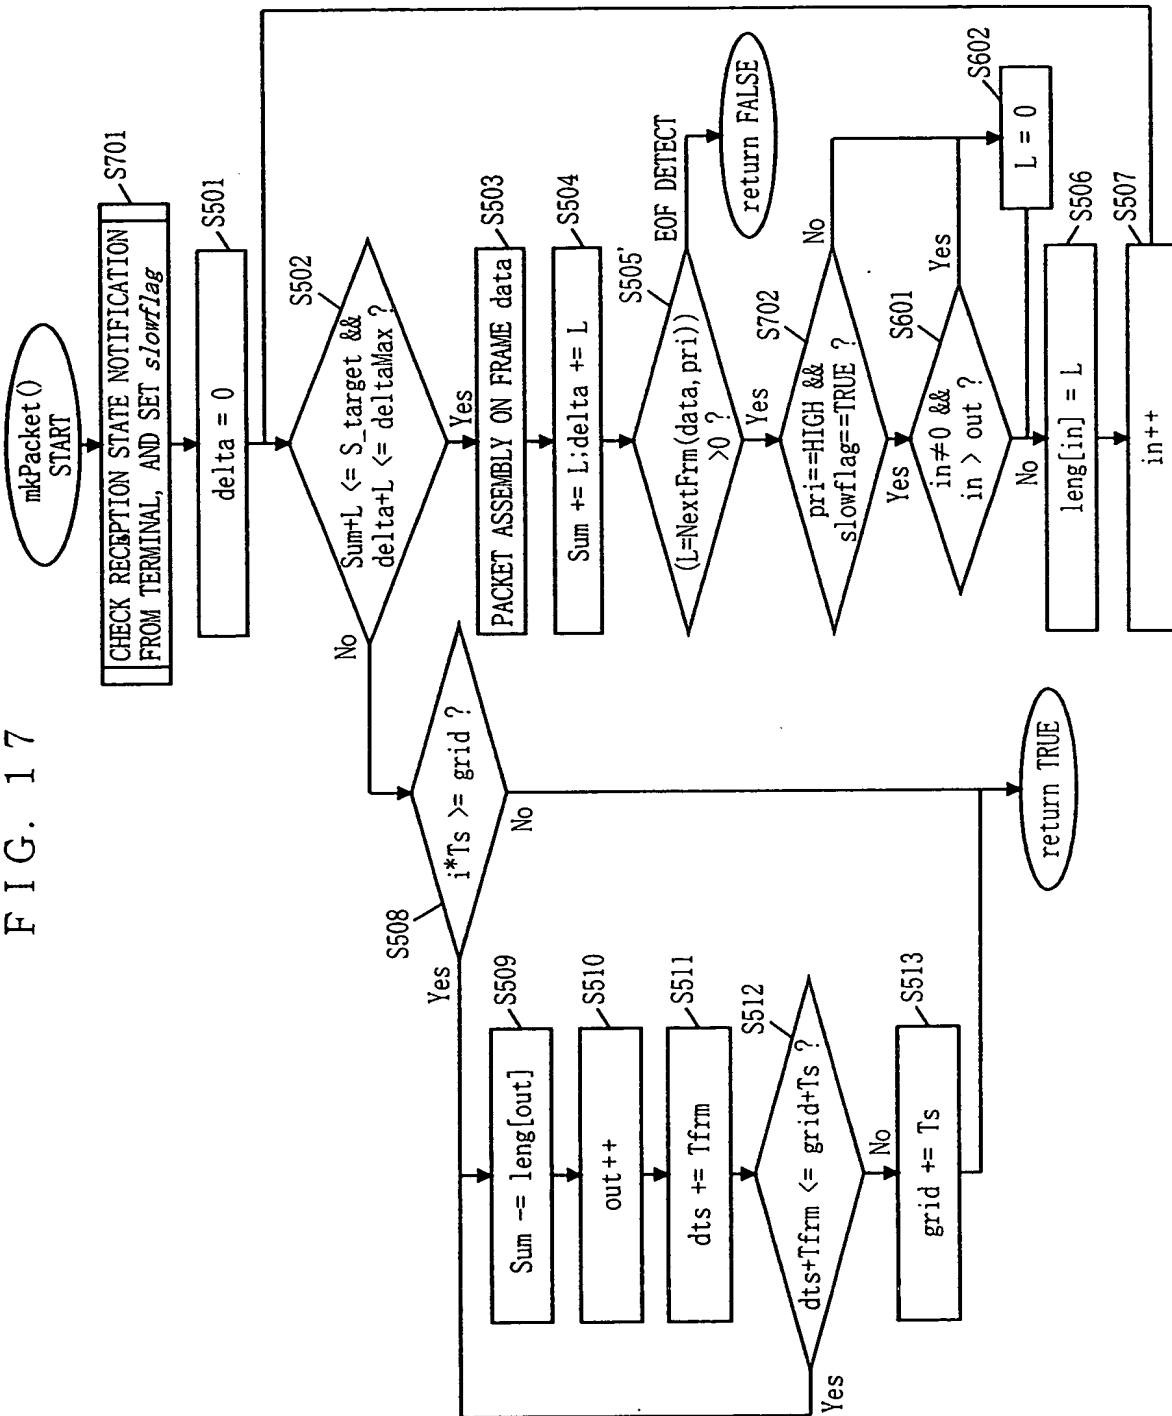 FIG. 17
mkPacket()
START
CHECK RECEPTION STATE NOTIFICATION
FROM TERMINAL, AND SET slowflag
S701
delta = 0
S501
Sum+L <= S_target &&
delta+L <= deltaMax ?
S502
Yes
No
PACKET ASSEMBLY ON FRAME data
S503
Sum += L;delta += L
S504
(L=NextFrm(data,pri))
>0 ?
S505'
EOF DETECT
return FALSE
Yes
pri==HIGH &&
slowflag==TRUE ?
S702
No
Yes
in≠0 &&
in > out ?
S601
Yes
No
L = 0
S602
leng[in] = L
S506
in++
S507
i*Ts >= grid ?
S508
Yes
No
Sum -= leng[out]
S509
out++
S510
dts += Tfrm
S511
dts+Tfrm <= grid+Ts ?
S512
Yes
No
grid += Ts
S513
return TRUE